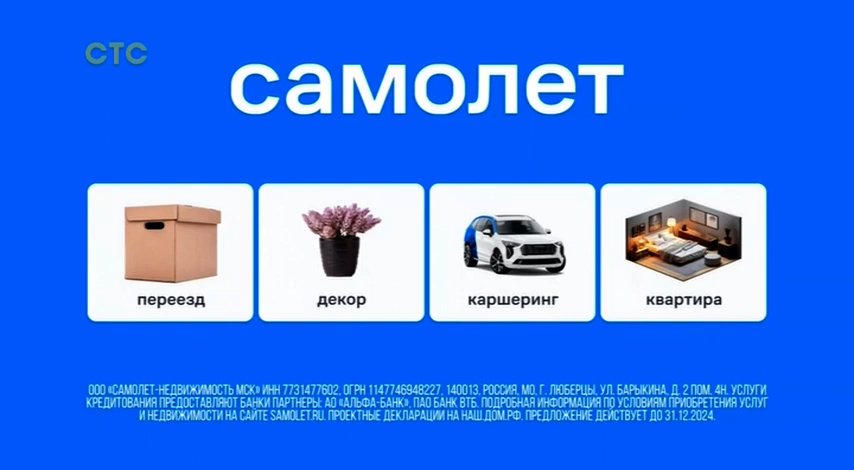 СТС
самолет
переезд
декор
каршеринг
квартира
ООО «САМОЛЕТ-НЕДВИЖИМОСТЬ МСК» ИНН 7731477602, ОГРН 1147746948227, 140013, РОССИЯ, МО, Г. ЛЮБЕРЦЫ, УЛ. БАРЫКИНА, Д. 2 ПОМ. 4Н. УСЛУГИ
КРЕДИТОВАНИЯ ПРЕДОСТАВЛЯЮТ БАНКИ ПАРТНЕРЫ: АО «АЛЬФА-БАНК», ПАО БАНК ВТБ. ПОДРОБНАЯ ИНФОРМАЦИЯ ПО УСЛОВИЯМ ПРИОБРЕТЕНИЯ УСЛУГ
И НЕДВИЖИМОСТИ НА САЙТЕ SAMOLET.RU. ПРОЕКТНЫЕ ДЕКЛАРАЦИИ НА НАШ.ДОМ.РФ. ПРЕДЛОЖЕНИЕ ДЕЙСТВУЕТ ДО 31.12.2024.